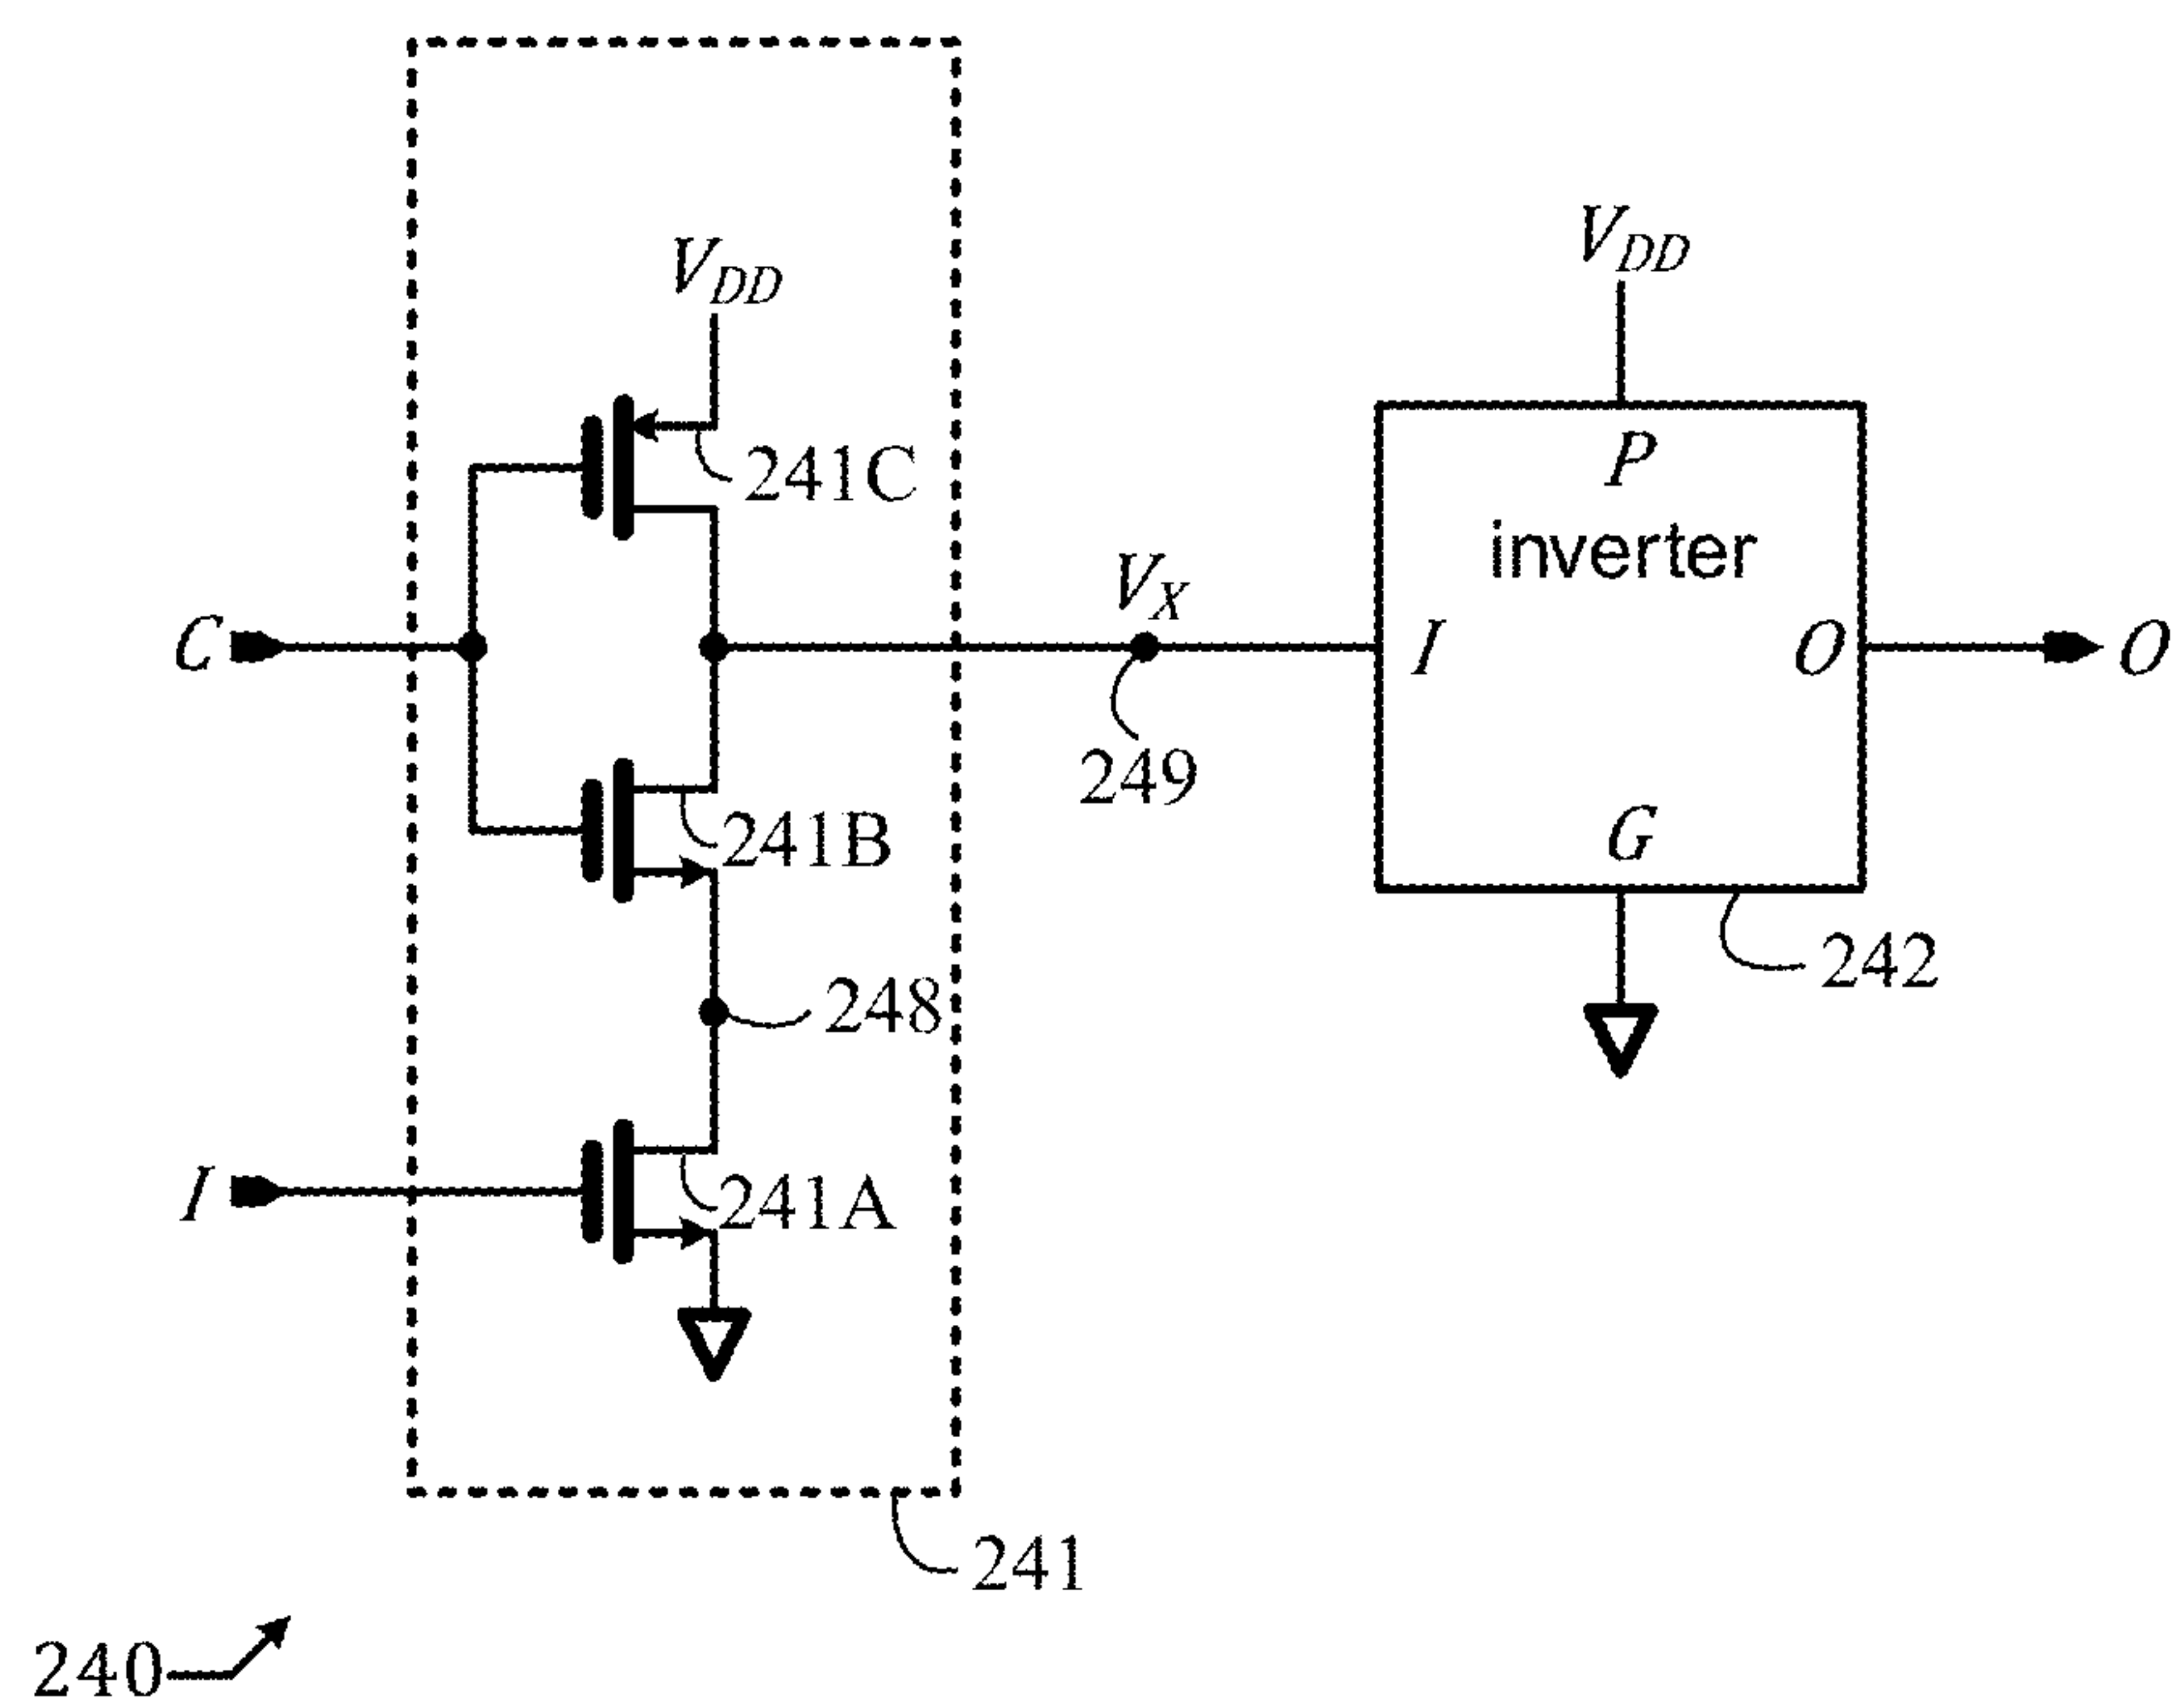 V_DD
V_DD
241C
P
inverter
V_X
C
I
O
O
249
241B
G
242
248
I
241A
241
240